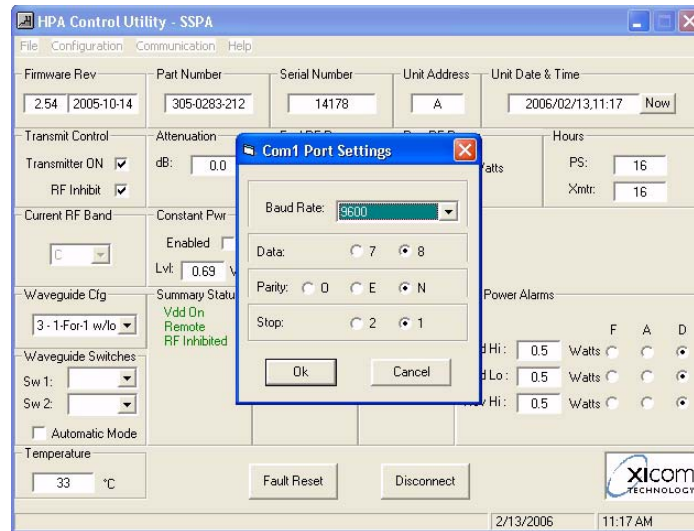 HPA Control Utility - SSPA
File Configuration Communication Help
Firmware Rev Part Number Serial Number Unit Address Unit Date & Time
2.54 2005-10-14 305-0283-212 14178 A 2006/02/13,11:17 Now
Transmit Control Attenuation Hours
Transmitter ON dB: 0.0 PS: 16
RF Inhibit Xmtr: 16
Com1 Port Settings
Baud Rate: 9600
Data: 7 8
Parity: O E N
Stop: 2 1
Ok Cancel
Current RF Band Constant Pwr
C Enabled
Lvl: 0.69
Waveguide Cfg Summary Statu Power Alarms
3 - 1-For-1 w/lo Vdd On
Remote
RF Inhibited
F A D
Hi: 0.5 Watts
Lo: 0.5 Watts
Hi: 0.5 Watts
Waveguide Switches
Sw 1:
Sw 2:
Automatic Mode
Temperature
33 °C Fault Reset Disconnect
xicom
TECHNOLOGY
2/13/2006 11:17 AM